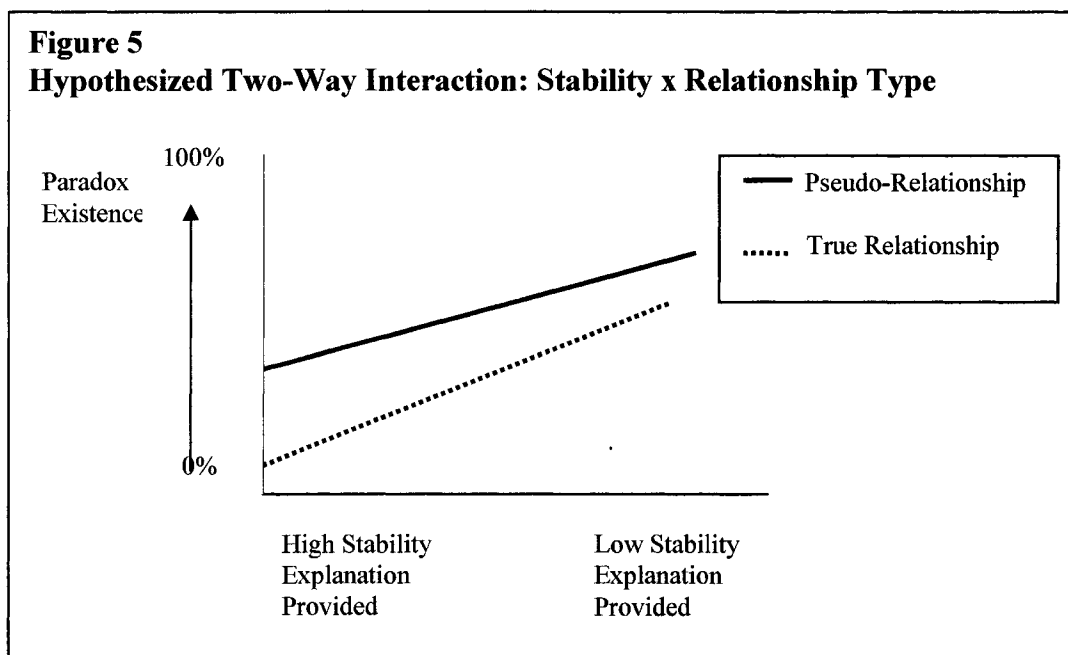 Figure 5
Hypothesized Two-Way Interaction: Stability x Relationship Type
100%
Paradox
Existence
0%
Pseudo-Relationship
True Relationship
High Stability
Explanation
Provided
Low Stability
Explanation
Provided